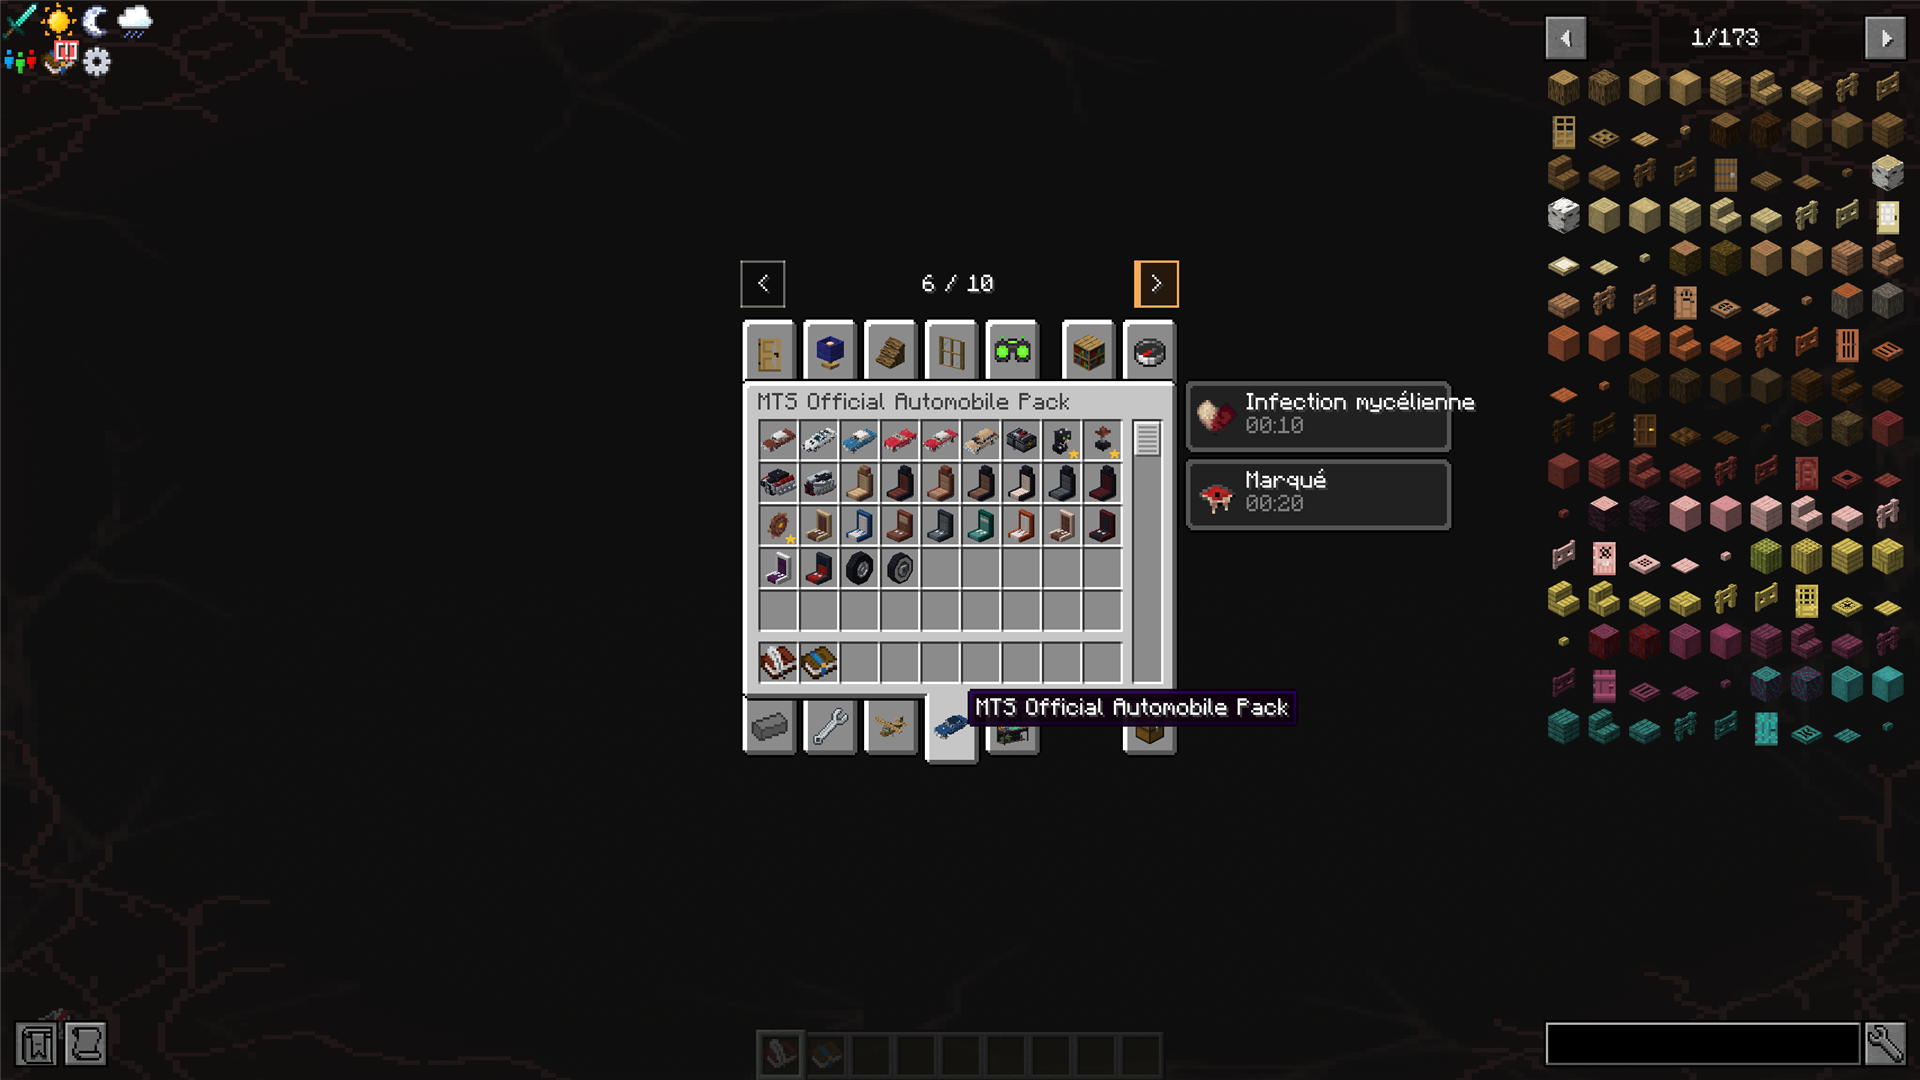 1/173
6 / 10
MTS Official Automobile Pack
Infection mycélienne
00:10
Marqué
00:20
MTS Official Automobile Pack